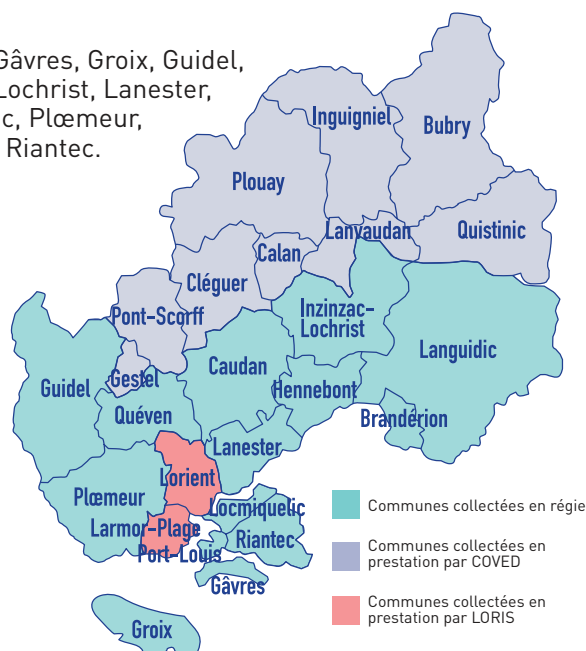 Gâvres, Groix, Guidel,
Lochrist, Lanester,
c, Plœmeur,
Riantec.
Inguigniel
Bubry
Plouay
Lanvaudan
Quistinic
Calan
Cléguer
Pont-Scorff
Inzinzac-
Lochrist
Languidic
Caudan
Guidel
Gestel
Hennebont
Quéven
Brandérion
Lanester
Lorient
Plœmeur
Locmiquelic
Larmor-Plage
Riantec
Port-Louis
Gâvres
Groix
Communes collectées en régie
Communes collectées en
prestation par COVED
Communes collectées en
prestation par LORIS